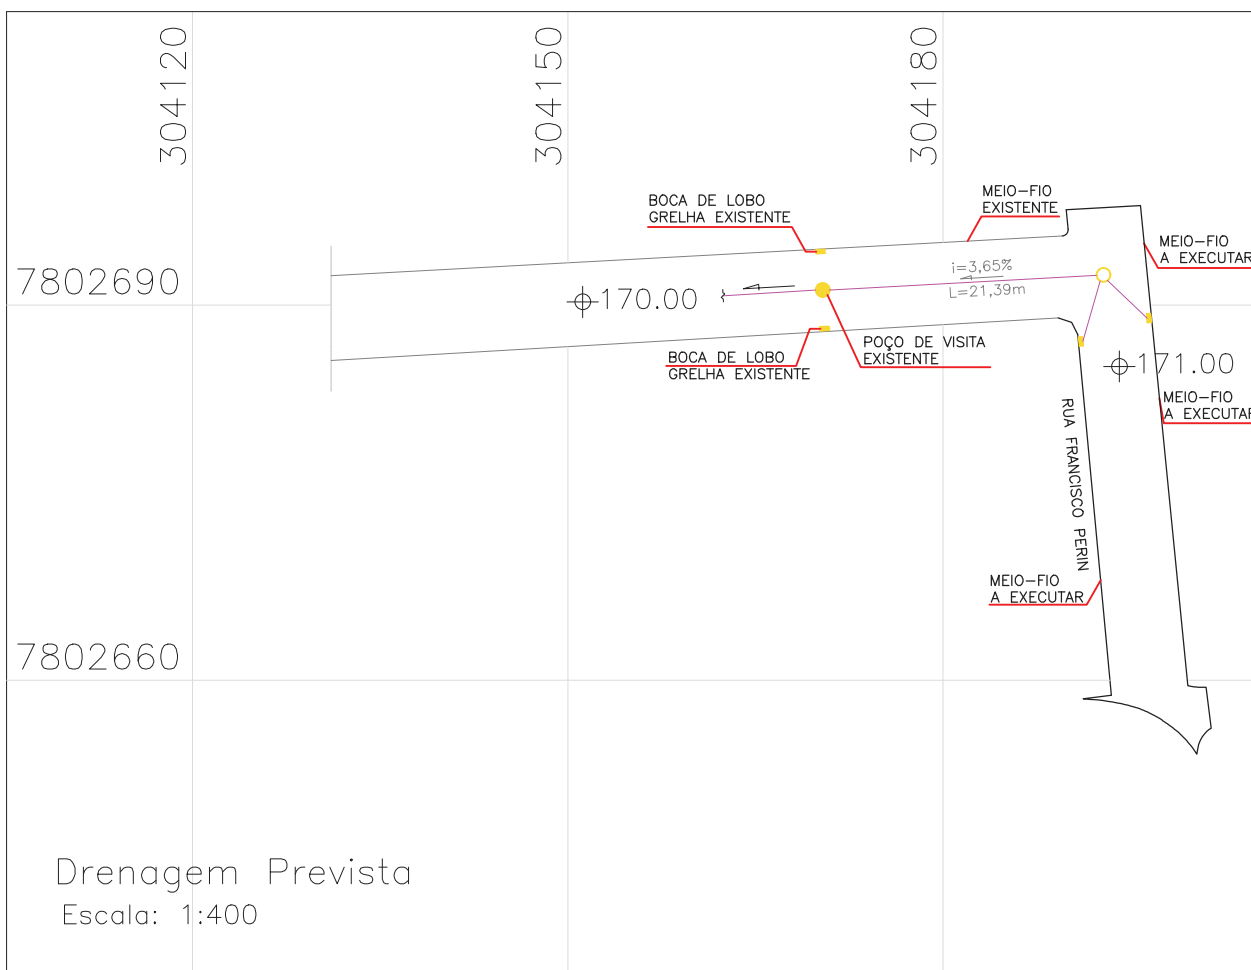 304120
304150
304180
BOCA DE LOBO
GRELHA EXISTENTE
MEIO-FIO
EXISTENTE
MEIO-FIO
A EXECUTAR
7802690
170.00
i=3,65%
L=21,39m
BOCA DE LOBO
GRELHA EXISTENTE
POÇO DE VISITA
EXISTENTE
171.00
MEIO-FIO
A EXECUTAR
RUA FRANCISCO PERIN
MEIO-FIO
A EXECUTAR
7802660
Drenagem Prevista
Escala: 1:400